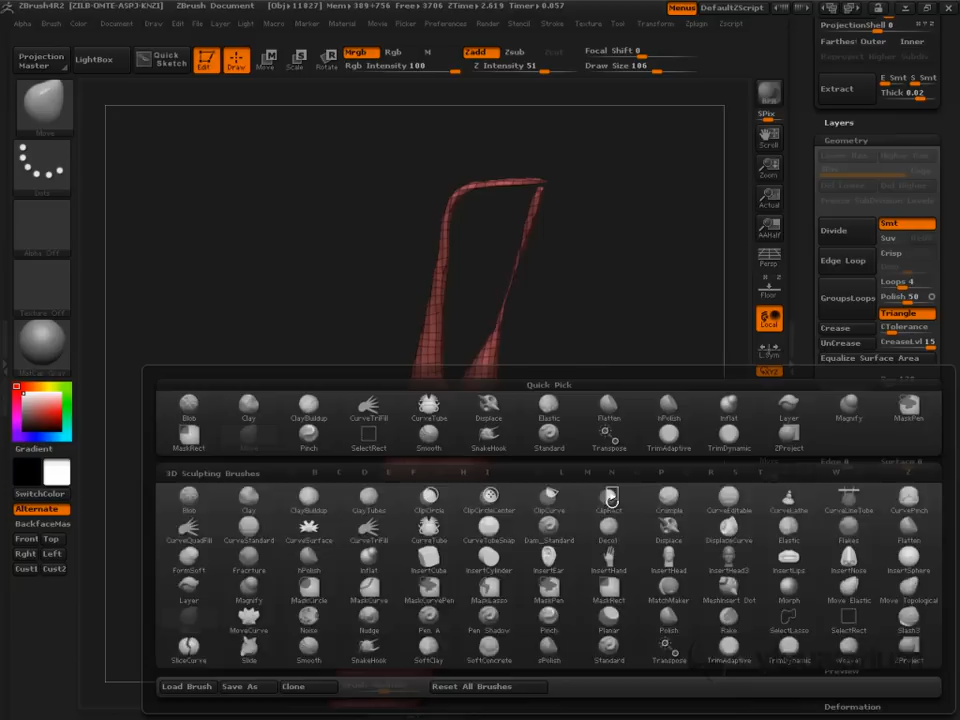 ZBrush4R2 [ZILB-OMTE-ASPJ-KNZI] ZBrush Document [Obj 11827] Mem:309+756 Free:3706 ZTime▸2.619 Timer▸0.057 Menus DefaultZScript
Alpha Brush Color Document Draw Edit File Layer Light Macro Marker Material Movie Picker Preferences Render Stencil Stroke Texture Tool Transform Zplugin Zscript
Projection Master LightBox Quick Sketch Edit Draw Move Scale Rotate
Mrgb Rgb M Zadd Zsub Focal Shift 0
Rgb Intensity 100 Z Intensity 51 Draw Size 106
ProjectionShell 0
Farthest Outer Inner
Extract E Smt S Smt
Thick 0.02
Layers
Geometry
Divide Smt
Suv
Edge Loop Crisp
Loops 4
GroupsLoops Polish 50
Triangle
Crease CTolerance
UnCrease CreaseLvl 15
Equalize Surface Area
Move
Dots
Alpha Off
Texture Off
SPix
Scroll
Zoom
Actual
AAHalf
Persp
Floor
Local
L.Sym
Gradient
SwitchColor
Alternate
BackfaceMas
Front Top
Rght Left
Cust1 Cust2
Quick Pick
Blob Clay ClayBuildup CurveTriFill CurveTube Displace Elastic Flatten hPolish Inflat Layer Magnify MaskPen
MaskRect Pinch SelectRect Smooth SnakeHook Standard Transpose TrimAdaptive TrimDynamic ZProject
3D Sculpting Brushes B C D E F H I L M N P R S T W Z
Blob Clay ClayBuildup ClayTubes ClipCircle ClipCircleCenter ClipCurve ClipRect Crumple CurveEditable CurveLathe CurveLineTube CurvePinch
CurveQuadFill CurveStandard CurveSurface CurveTriFill CurveTube CurveTubeSnap Dam_Standard Deco1 Displace DisplaceCurve Elastic Flakes Flatten
FormSoft Fracture hPolish Inflat InsertCube InsertCylinder InsertEar InsertHand InsertHead InsertHead3 InsertLips InsertNose InsertSphere
Layer Magnify MaskCircle MaskCurve MaskCurvePen MaskLasso MaskPen MaskRect MatchMaker MeshInsert Dot Morph Move Elastic Move Topological
MoveCurve Noise Nudge Pen A Pen Shadow Pinch Planar Polish Rake SelectLasso SelectRect Slash3
SliceCurve Slide Smooth SnakeHook SoftClay SoftConcrete sPolish Standard Transpose TrimAdaptive TrimDynamic Weave1 ZProject
Load Brush Save As Clone Reset All Brushes
Preview
Deformation